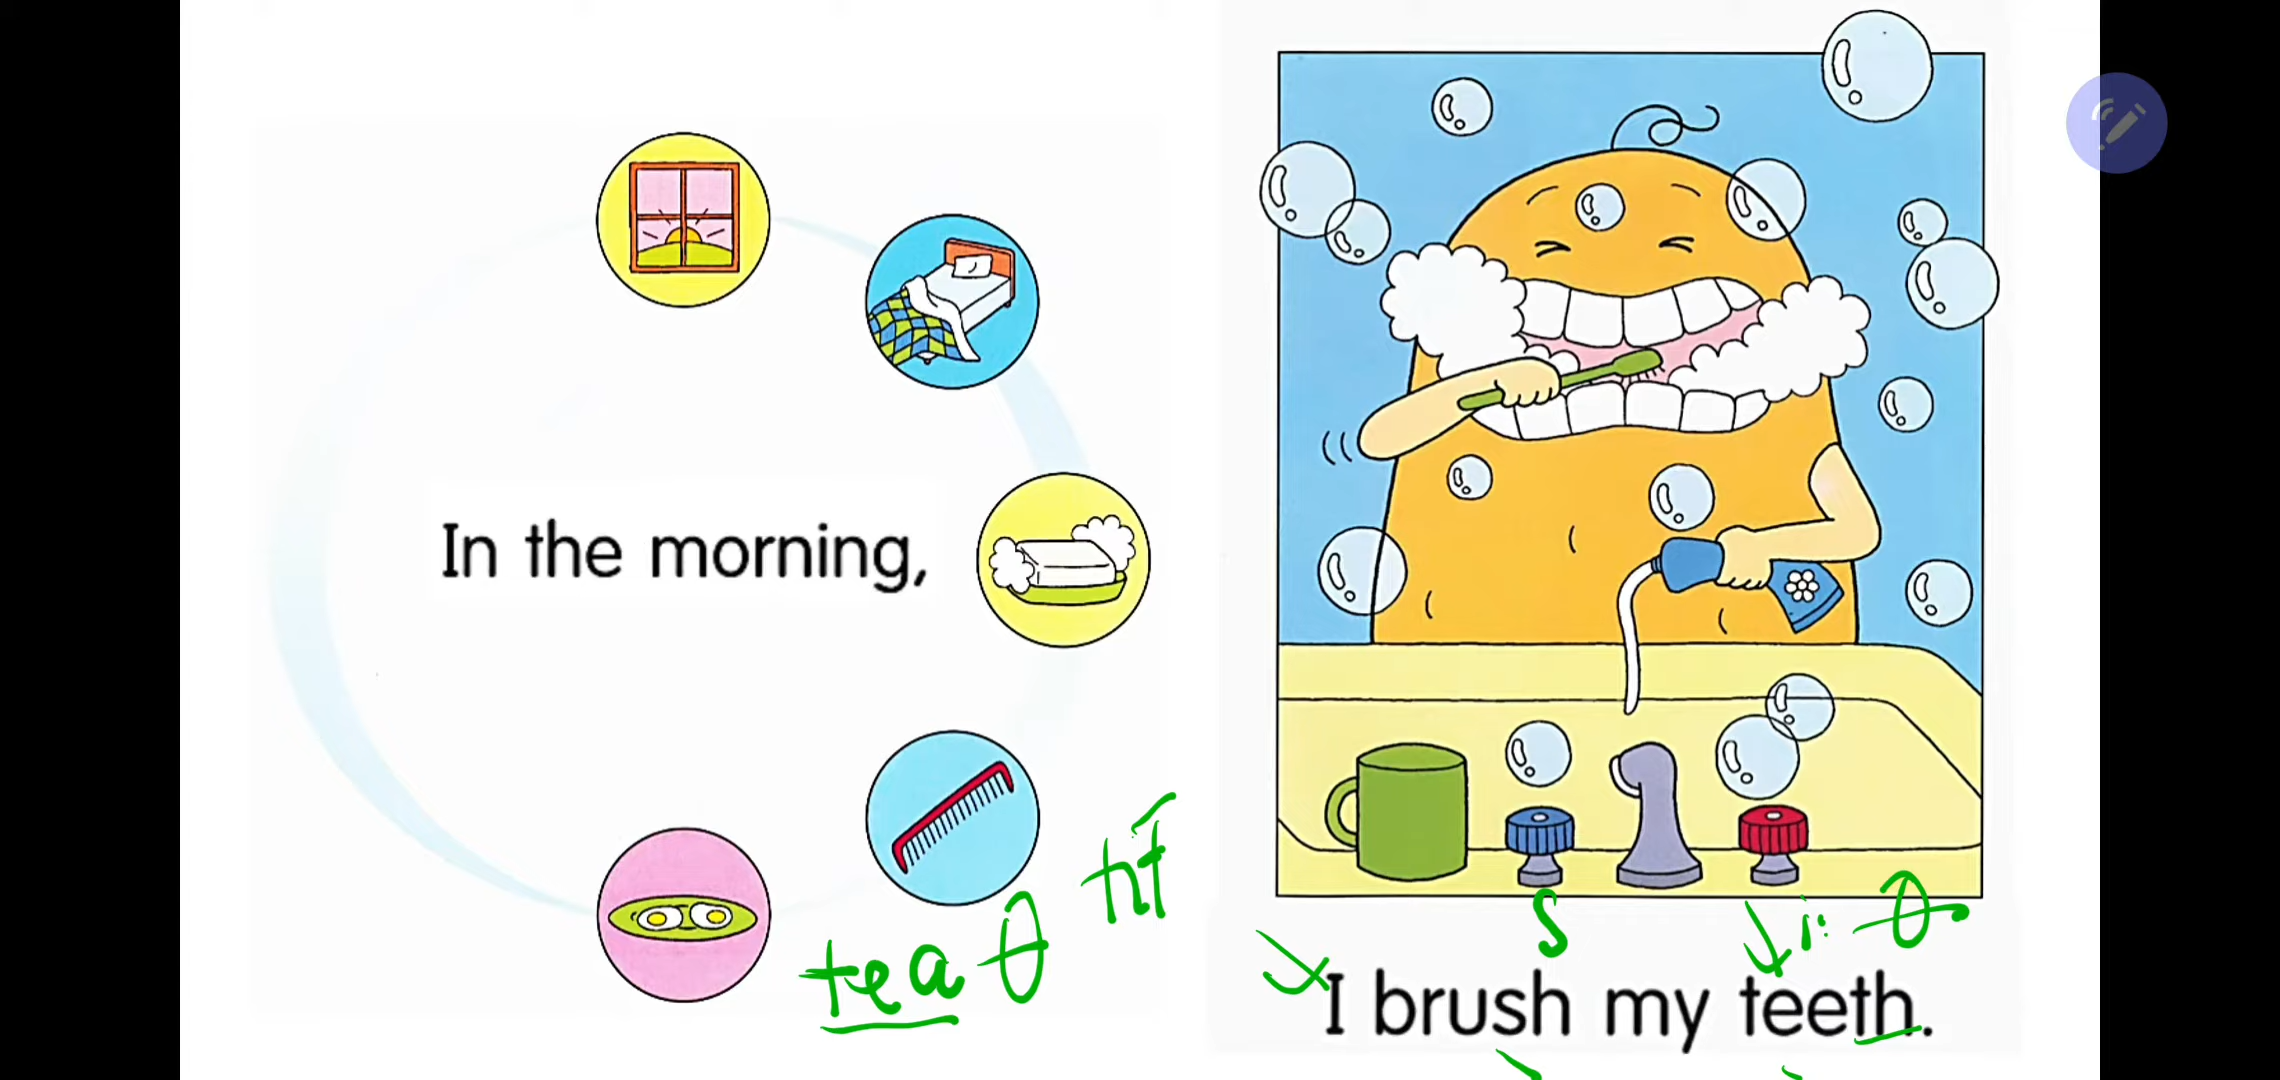 In the morning,
tea θ
s
i: θ
I brush my teeth.